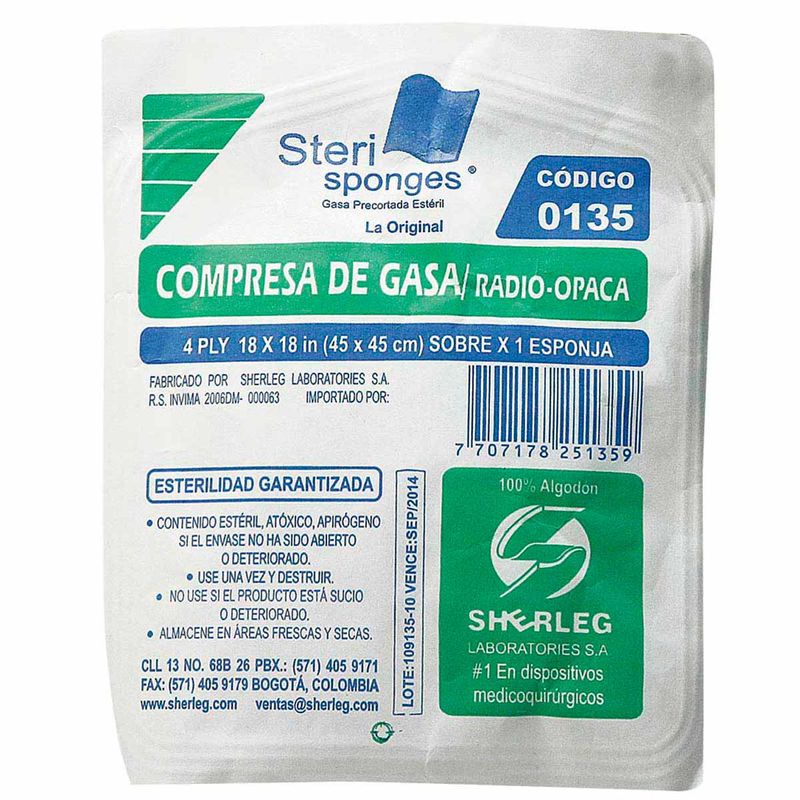 Steri
sponges®
Gasa Precortada Estéril
La Original
CÓDIGO
0135
COMPRESA DE GASA/ RADIO-OPACA
4 PLY 18 X 18 in (45 x 45 cm) SOBRE X 1 ESPONJA
FABRICADO POR SHERLEG LABORATORIES S.A.
R.S. INVIMA 2006DM- 000063 IMPORTADO POR:
7 707178 251359
ESTERILIDAD GARANTIZADA
• CONTENIDO ESTÉRIL, ATÓXICO, APIRÓGENO
SI EL ENVASE NO HA SIDO ABIERTO
O DETERIORADO.
• USE UNA VEZ Y DESTRUIR.
• NO USE SI EL PRODUCTO ESTÁ SUCIO
O DETERIORADO.
• ALMACENE EN ÁREAS FRESCAS Y SECAS.
CLL 13 NO. 68B 26 PBX.: (571) 405 9171
FAX: (571) 405 9179 BOGOTÁ, COLOMBIA
www.sherleg.com ventas@sherleg.com
LOTE:109135-10 VENCE:SEP/2014
100% Algodón
SHERLEG
LABORATORIES S.A
#1 En dispositivos
medicoquirúrgicos